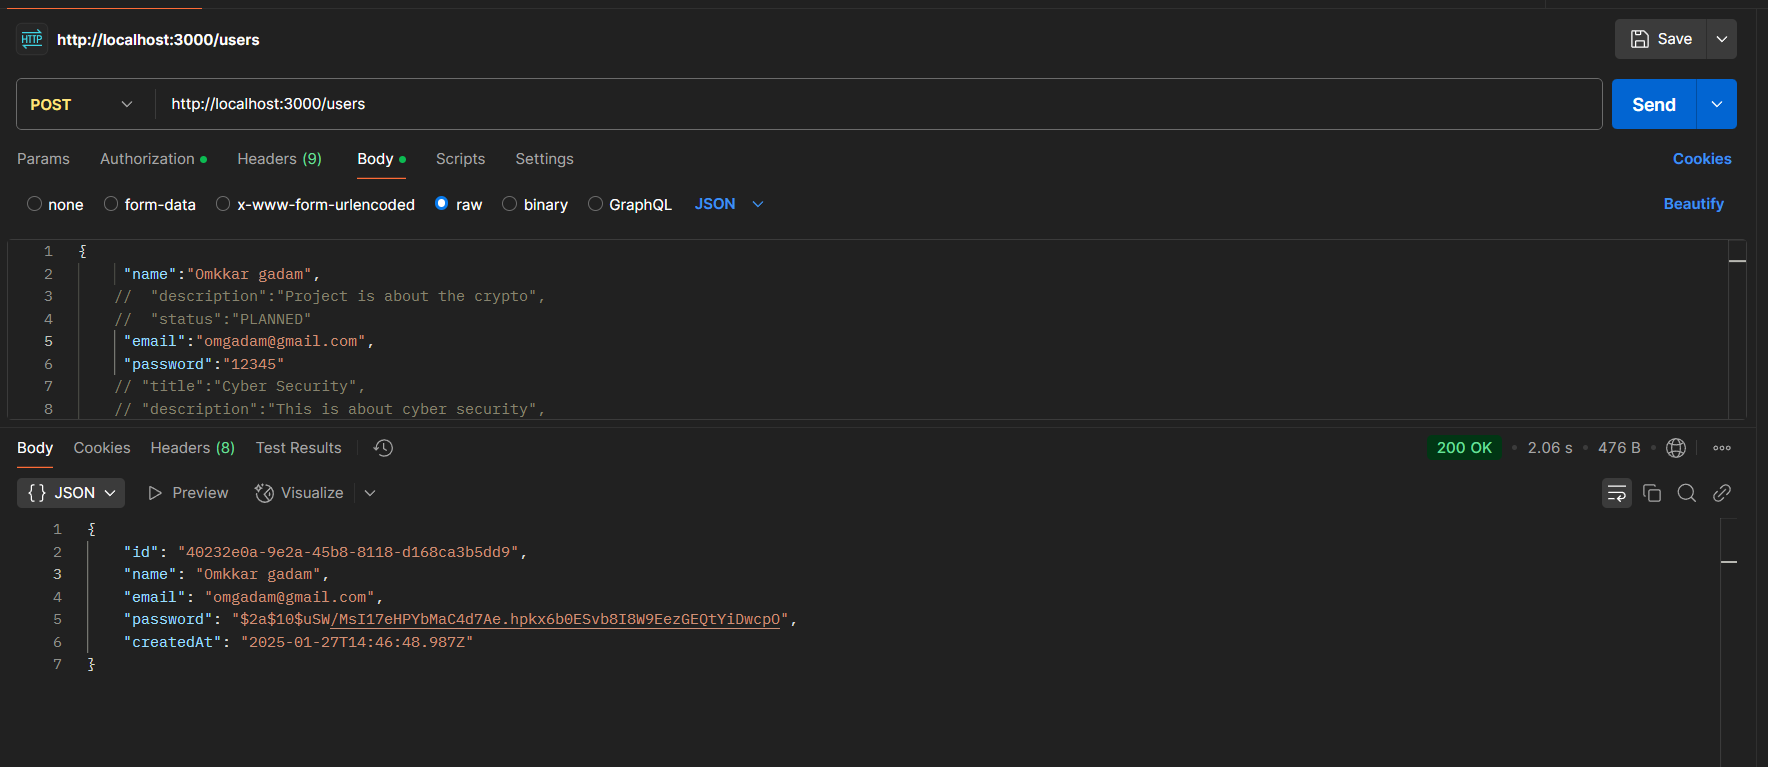 HTTP http://localhost:3000/users
Save
POST http://localhost:3000/users
Send
Params Authorization Headers (9) Body Scripts Settings Cookies
none form-data x-www-form-urlencoded raw binary GraphQL JSON Beautify
1 {
2 "name":"Omkkar gadam",
3 // "description":"Project is about the crypto",
4 // "status":"PLANNED"
5 "email":"omgadam@gmail.com",
6 "password":"12345"
7 // "title":"Cyber Security",
8 // "description":"This is about cyber security",
Body Cookies Headers (8) Test Results 200 OK • 2.06 s • 476 B •
{} JSON Preview Visualize
1 {
2 "id": "40232e0a-9e2a-45b8-8118-d168ca3b5dd9",
3 "name": "Omkkar gadam",
4 "email": "omgadam@gmail.com",
5 "password": "$2a$10$uSW/MsI17eHPYbMaC4d7Ae.hpkx6b0ESvb8I8W9EezGEQtYiDwcpO",
6 "createdAt": "2025-01-27T14:46:48.987Z"
7 }